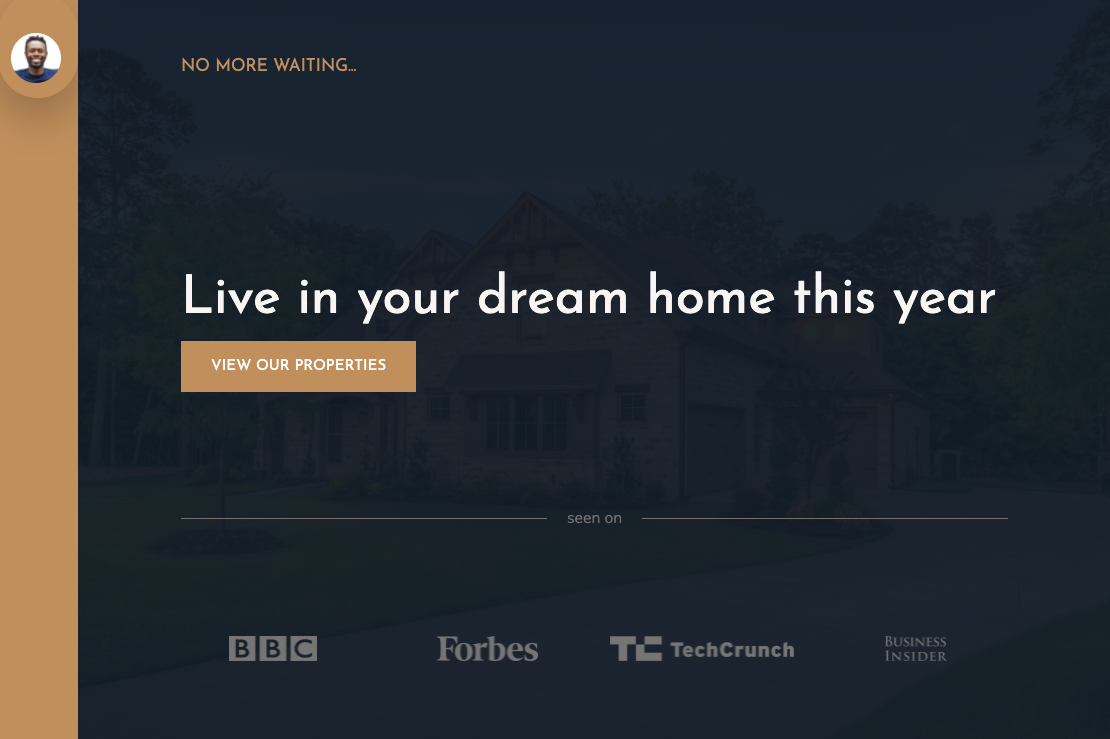 NO MORE WAITING...
Live in your dream home this year
VIEW OUR PROPERTIES
seen on
BBC
Forbes
TC TechCrunch
BUSINESS
INSIDER